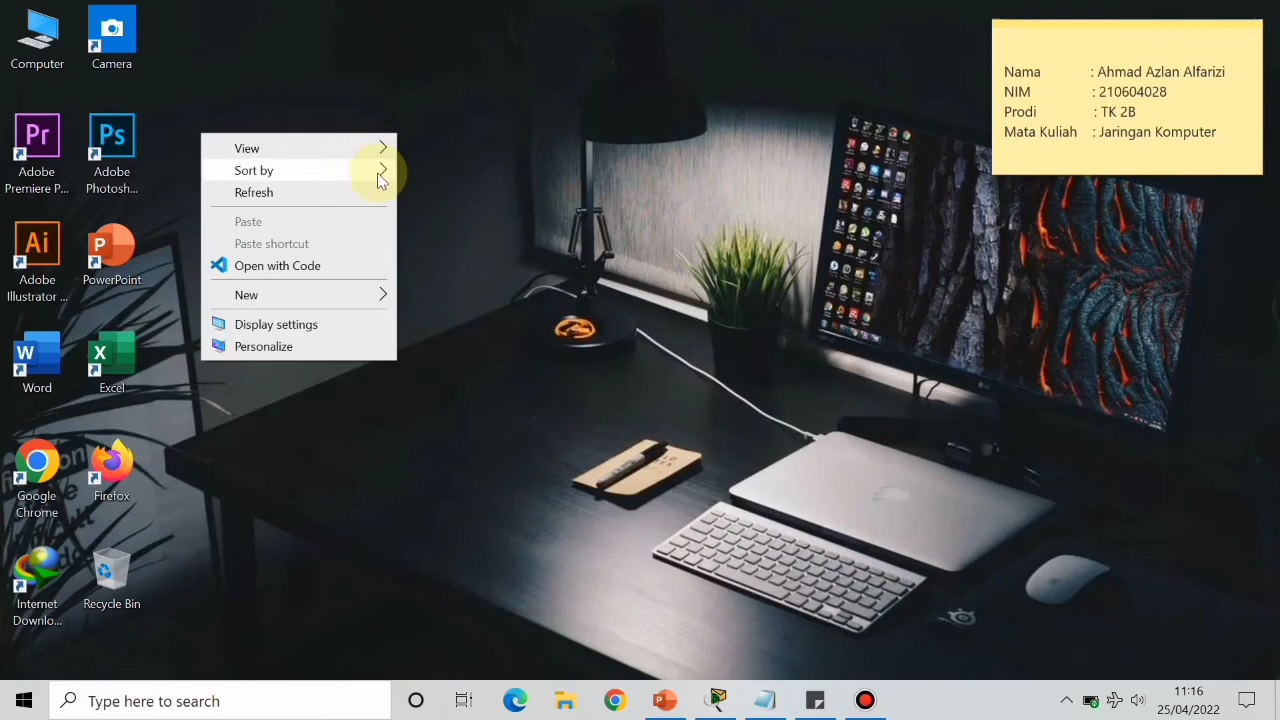 Computer
Camera
Adobe
Premiere P...
Adobe
Photosh...
Adobe
Illustrator ...
PowerPoint
Word
Excel
Google
Chrome
Firefox
Internet
Downlo...
Recycle Bin
View
Sort by
Refresh
Paste
Paste shortcut
Open with Code
New
Display settings
Personalize
Nama : Ahmad Azlan Alfarizi
NIM : 210604028
Prodi : TK 2B
Mata Kuliah : Jaringan Komputer
Type here to search
11:16
25/04/2022